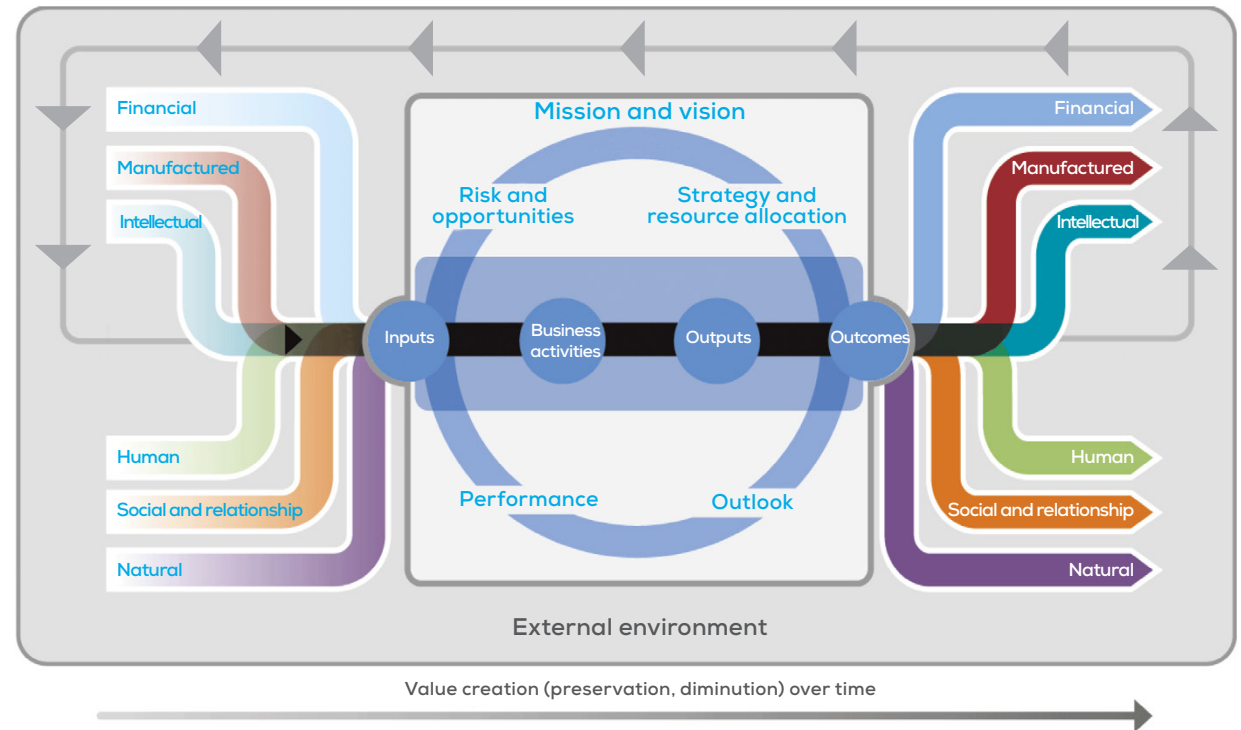 Financial
Manufactured
Intellectual
Human
Social and relationship
Natural
Mission and vision
Risk and
opportunities
Strategy and
resource allocation
Inputs
Business
activities
Outputs
Outcomes
Performance
Outlook
Financial
Manufactured
Intellectual
Human
Social and relationship
Natural
External environment
Value creation (preservation, diminution) over time